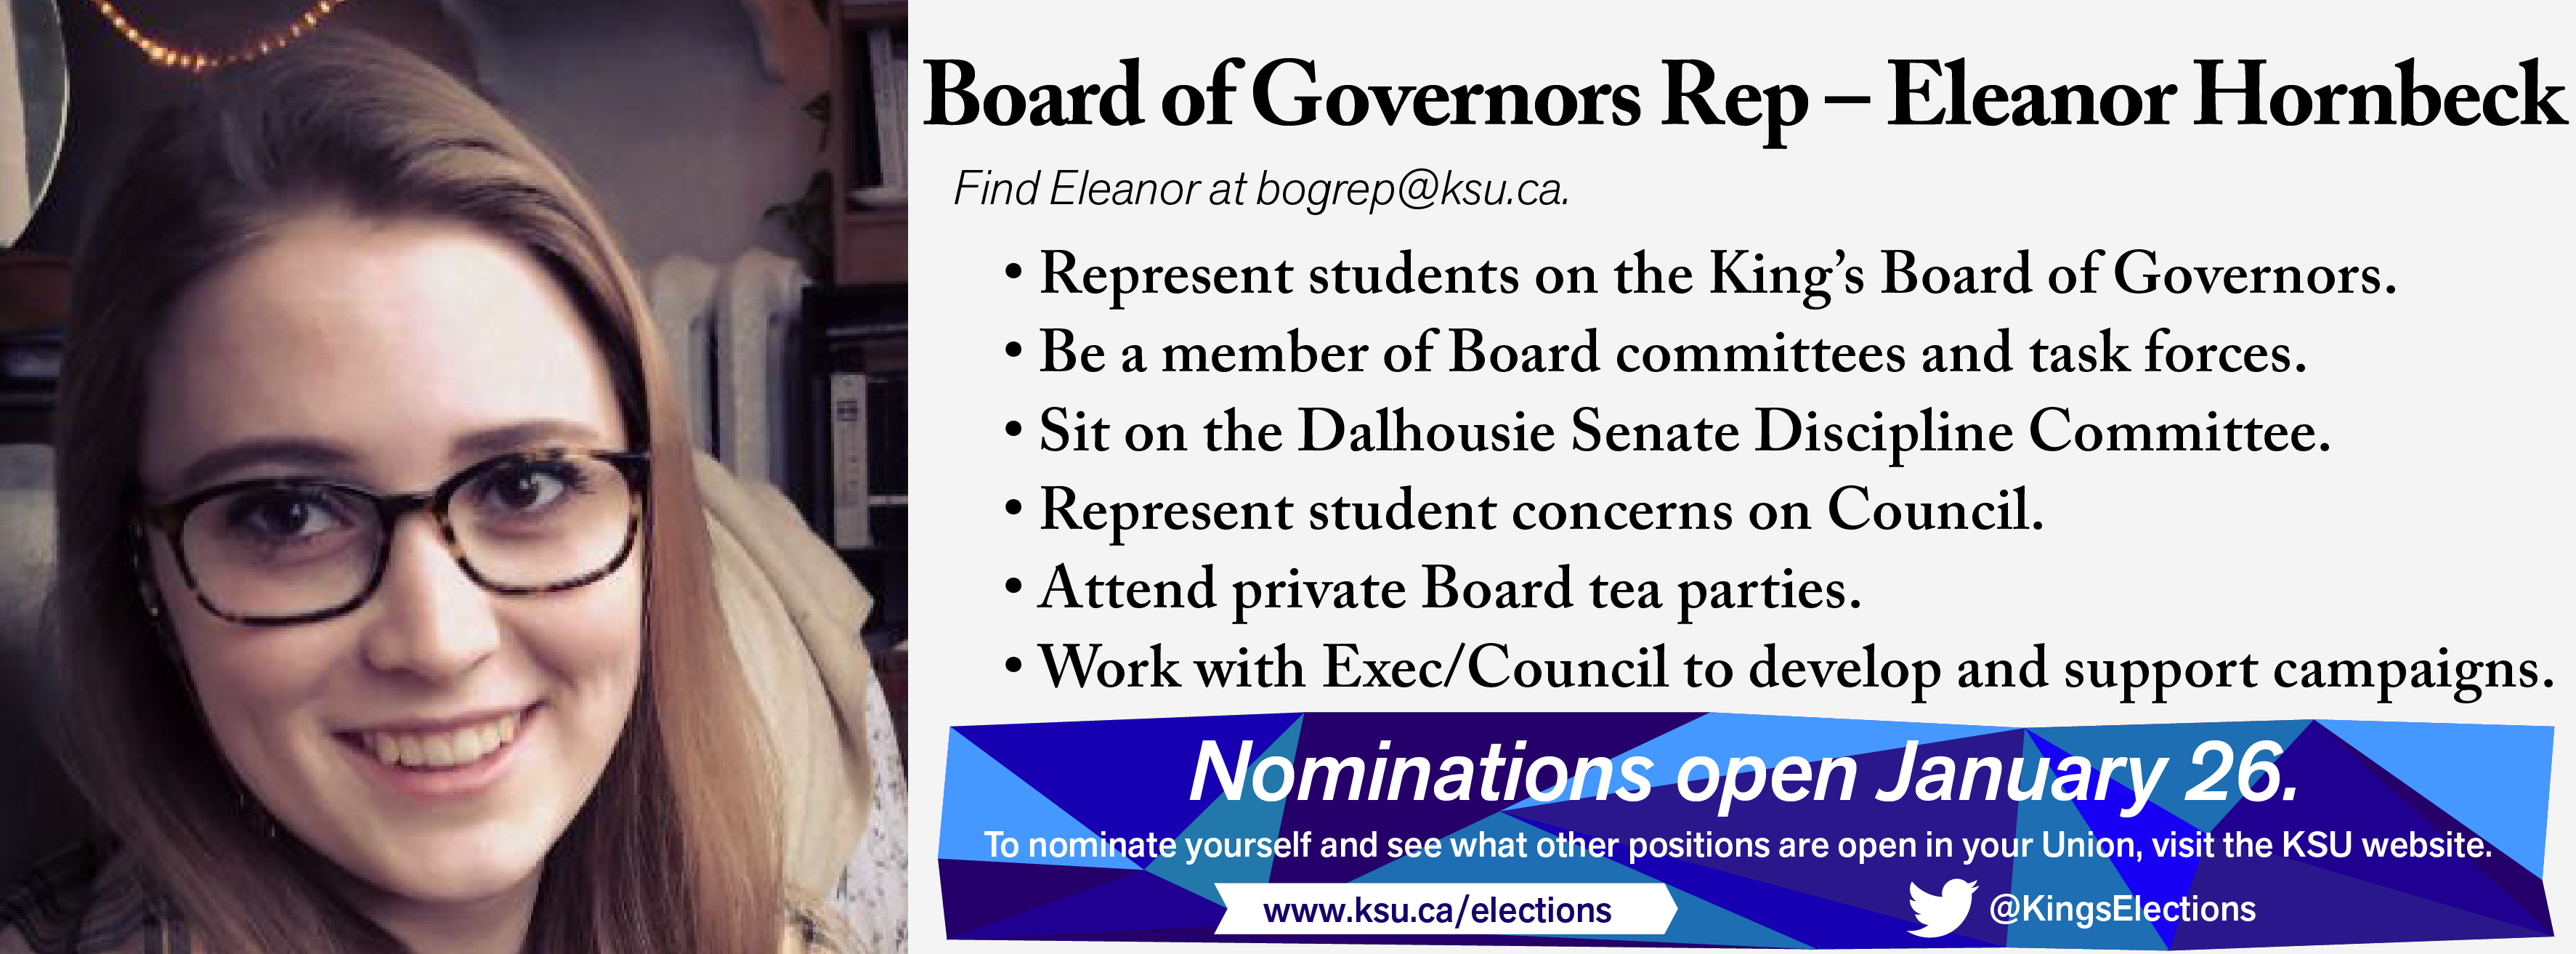 Board of Governors Rep – Eleanor Hornbeck
Find Eleanor at bogrep@ksu.ca.
• Represent students on the King’s Board of Governors.
• Be a member of Board committees and task forces.
• Sit on the Dalhousie Senate Discipline Committee.
• Represent student concerns on Council.
• Attend private Board tea parties.
• Work with Exec/Council to develop and support campaigns.
Nominations open January 26.
To nominate yourself and see what other positions are open in your Union, visit the KSU website.
www.ksu.ca/elections
@KingsElections